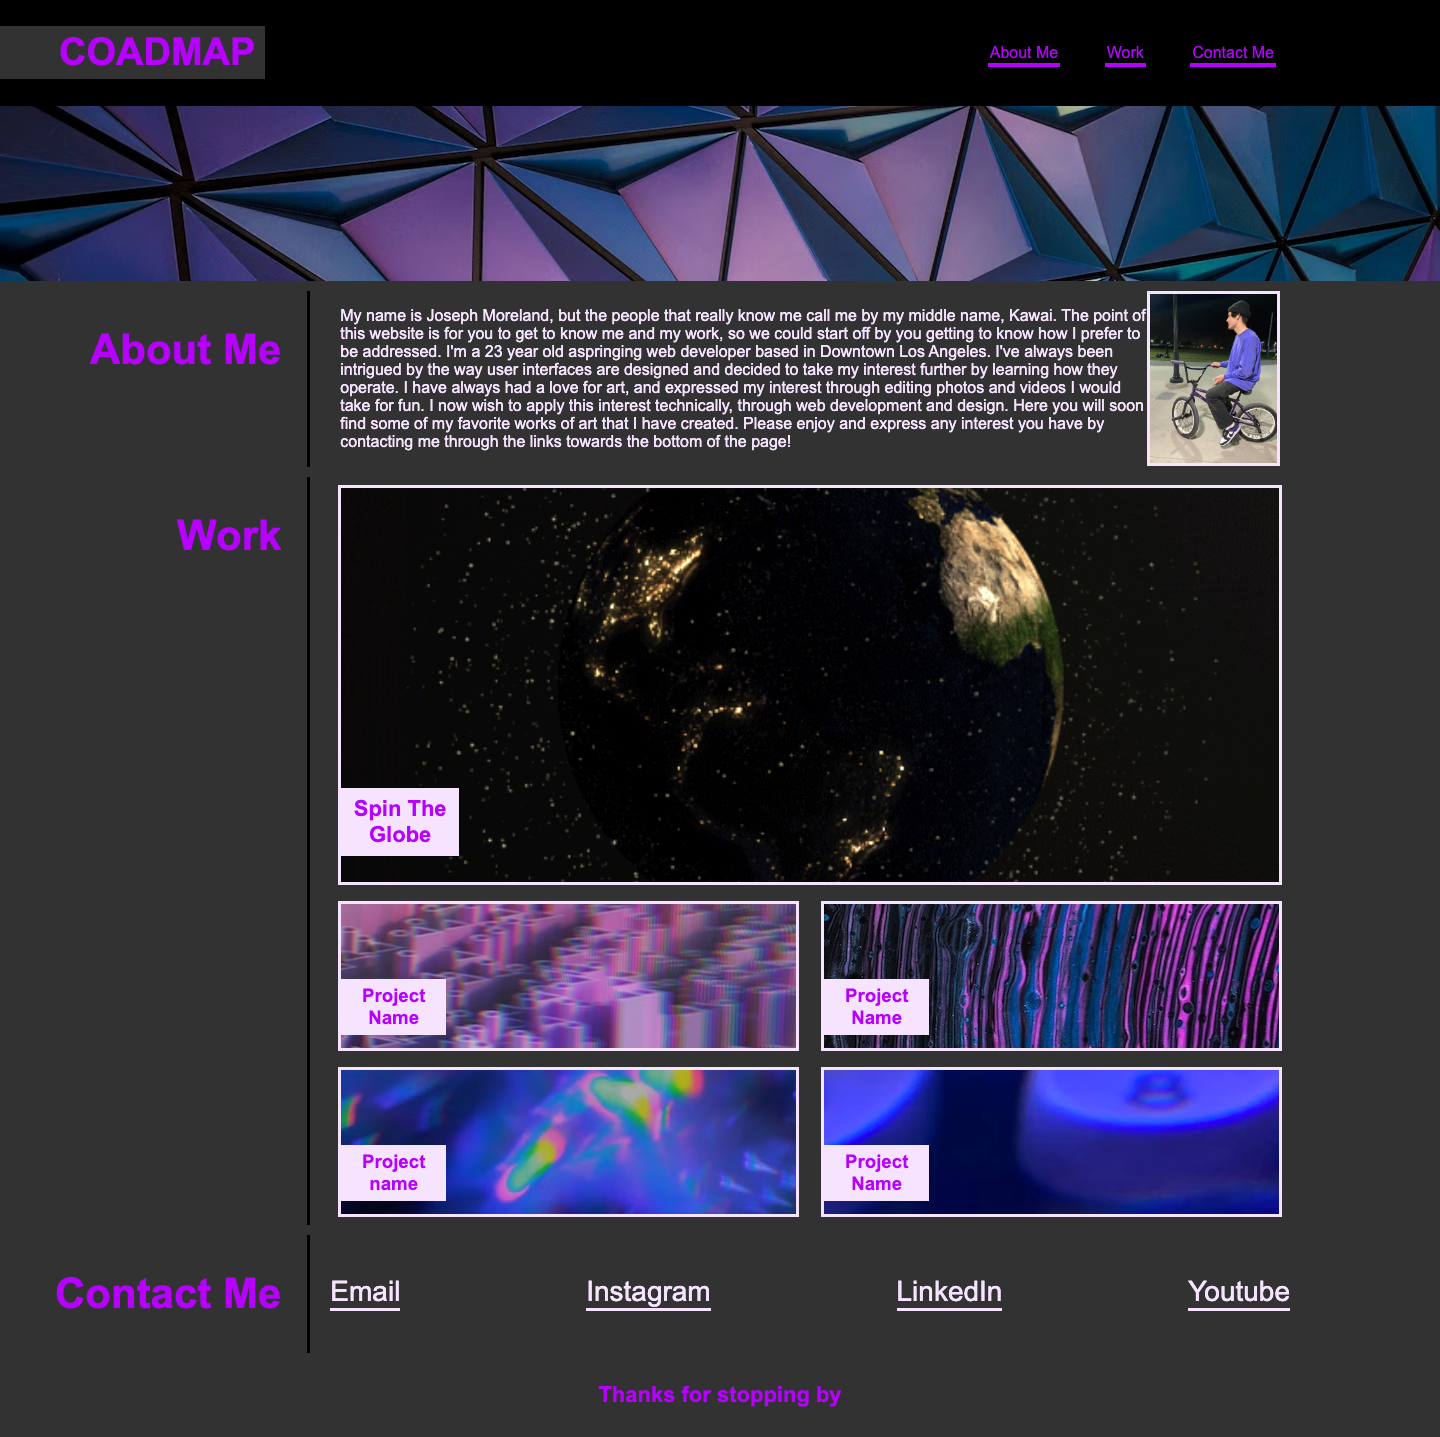 COADMAP
About Me
Work
Contact Me
About Me
My name is Joseph Moreland, but the people that really know me call me by my middle name, Kawai. The point of
this website is for you to get to know me and my work, so we could start off by you getting to know how I prefer to
be addressed. I'm a 23 year old aspringing web developer based in Downtown Los Angeles. I've always been
intrigued by the way user interfaces are designed and decided to take my interest further by learning how they
operate. I have always had a love for art, and expressed my interest through editing photos and videos I would
take for fun. I now wish to apply this interest technically, through web development and design. Here you will soon
find some of my favorite works of art that I have created. Please enjoy and express any interest you have by
contacting me through the links towards the bottom of the page!
Work
Spin The
Globe
Project
Name
Project
Name
Project
name
Project
Name
Contact Me
Email
Instagram
LinkedIn
Youtube
Thanks for stopping by